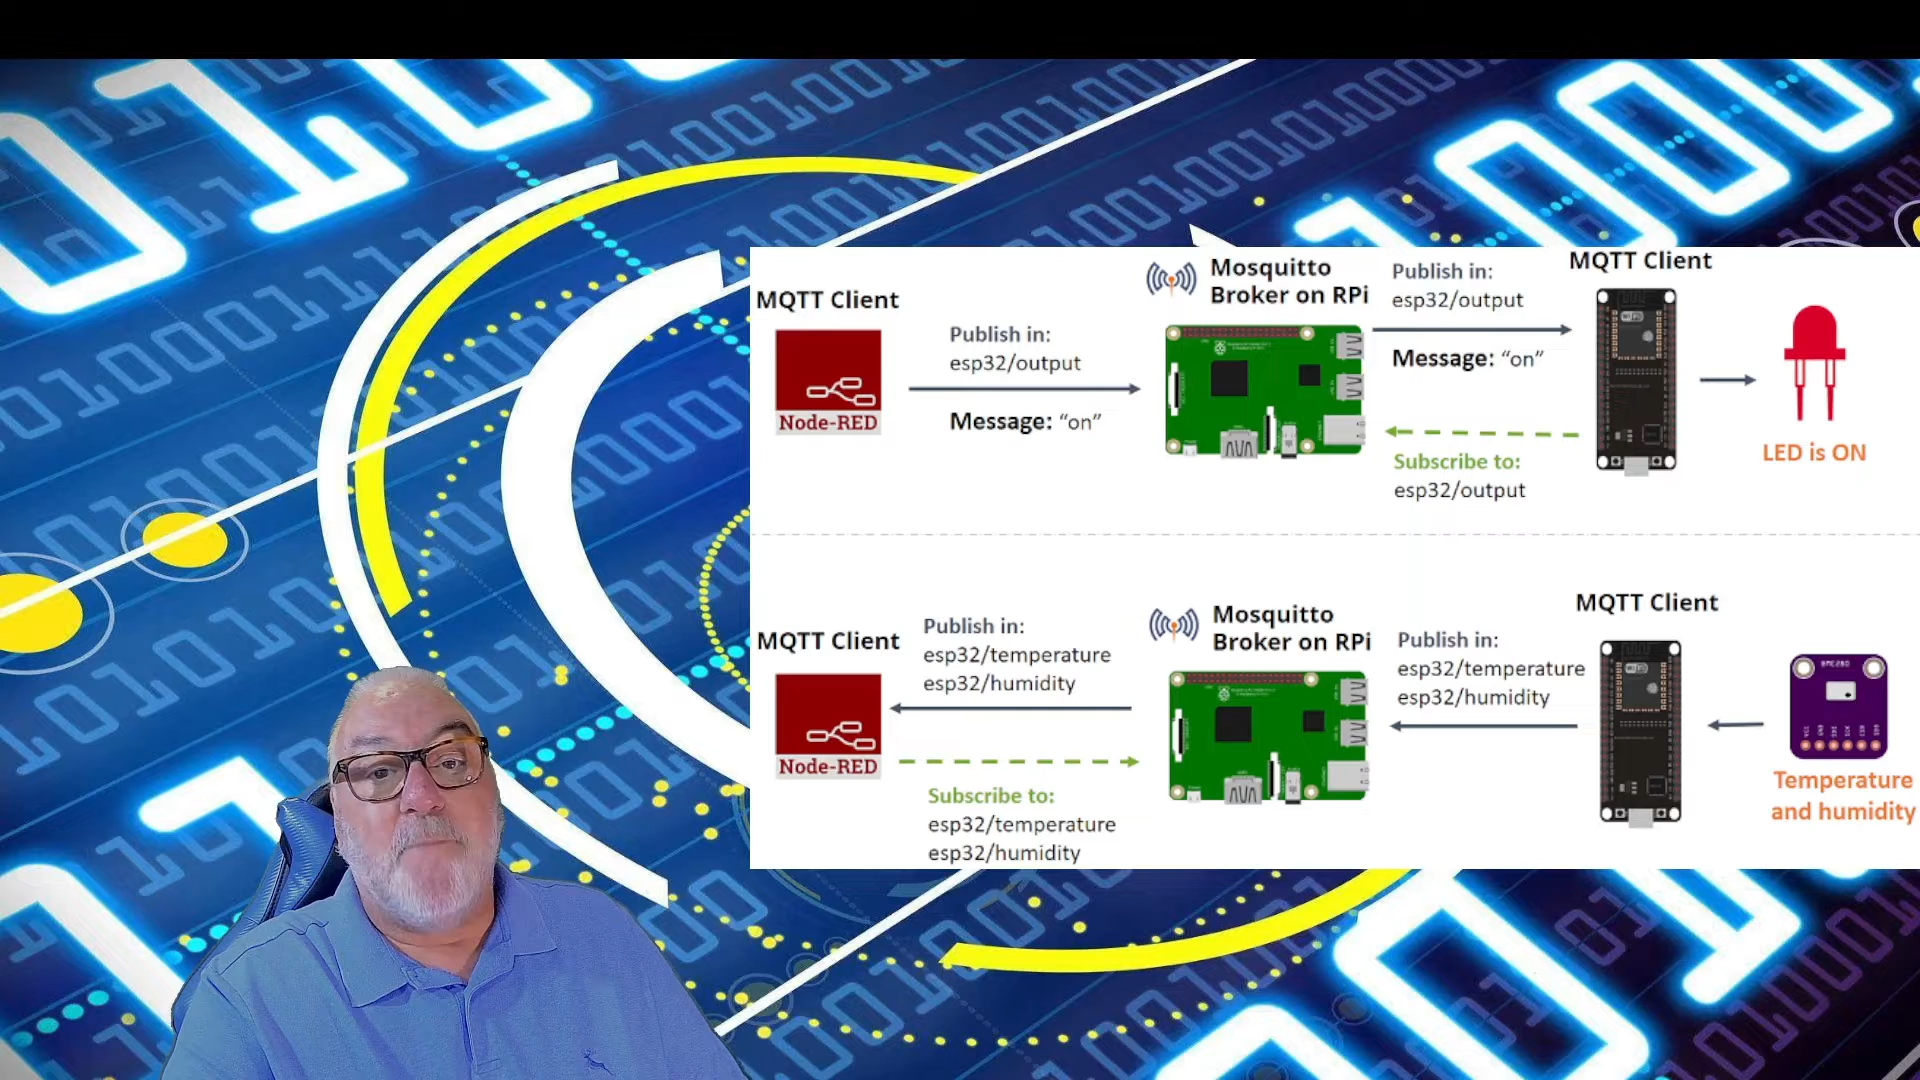 MQTT Client
Node-RED
Publish in:
esp32/output
Message: “on”
Mosquitto
Broker on RPi
Publish in:
esp32/output
Message: “on”
Subscribe to:
esp32/output
MQTT Client
LED is ON
MQTT Client
Node-RED
Publish in:
esp32/temperature
esp32/humidity
Subscribe to:
esp32/temperature
esp32/humidity
Mosquitto
Broker on RPi
Publish in:
esp32/temperature
esp32/humidity
MQTT Client
Temperature
and humidity